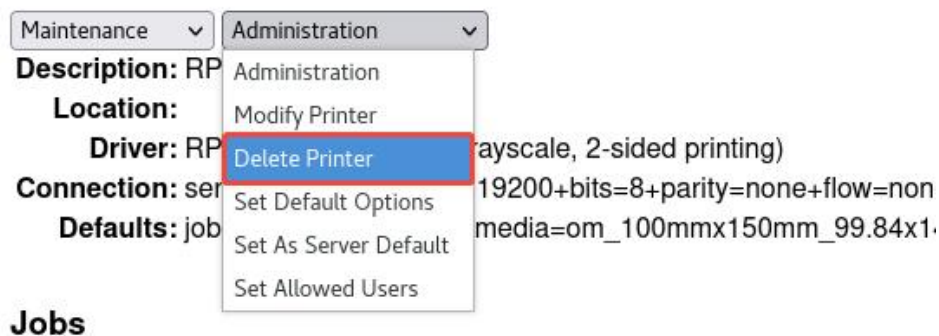 Maintenance Administration
Description: RP Administration
Location: Modify Printer
Driver: RP Delete Printer ayscale, 2-sided printing)
Connection: ser Set Default Options 19200+bits=8+parity=none+flow=non
Defaults: job Set As Server Default media=om_100mmx150mm_99.84x1
Set Allowed Users
Jobs